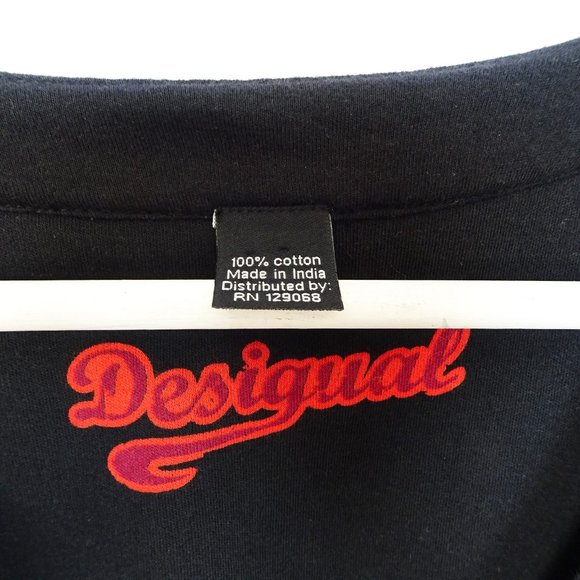 100% cotton
Made in India
Distributed by:
RN 129068
Desigual